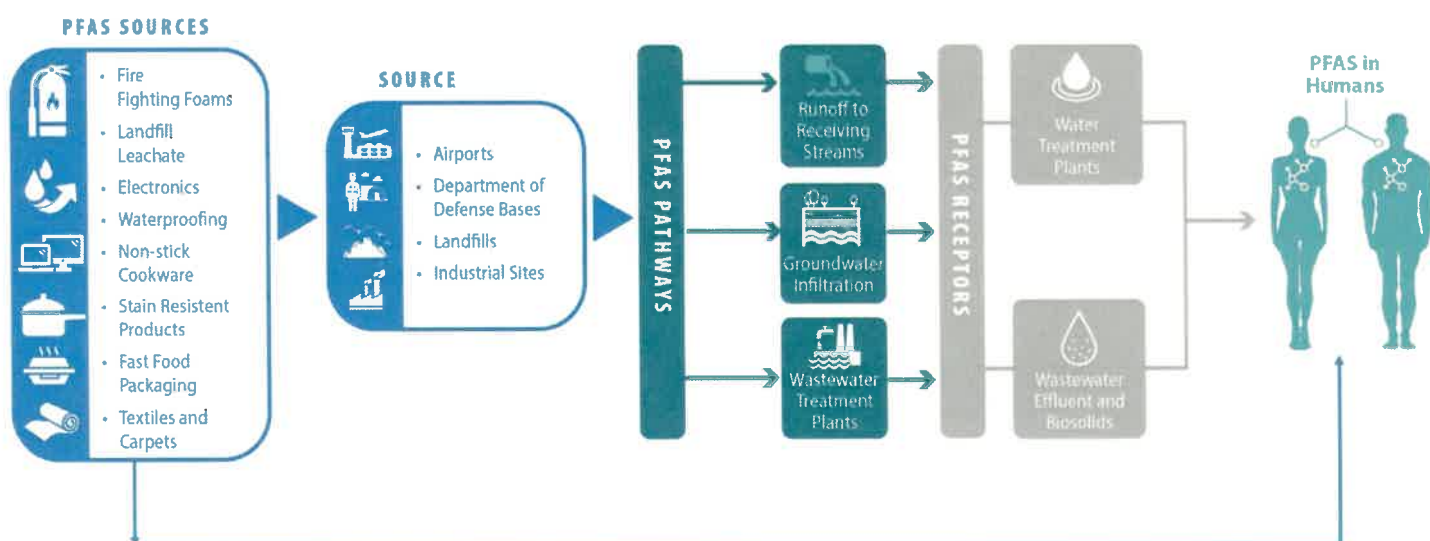 PFAS SOURCES
• Fire
Fighting Foams
• Landfill
Leachate
• Electronics
• Waterproofing
• Non-stick
Cookware
• Stain Resistent
Products
• Fast Food
Packaging
• Textiles and
Carpets
SOURCE
• Airports
• Department of
Defense Bases
• Landfills
• Industrial Sites
PFAS PATHWAYS
Runoff to
Receiving
Streams
Groundwater
Infiltration
Wastewater
Treatment
Plants
PFAS RECEPTORS
Water
Treatment
Plants
Wastewater
Effluent and
Biosolids
PFAS in
Humans